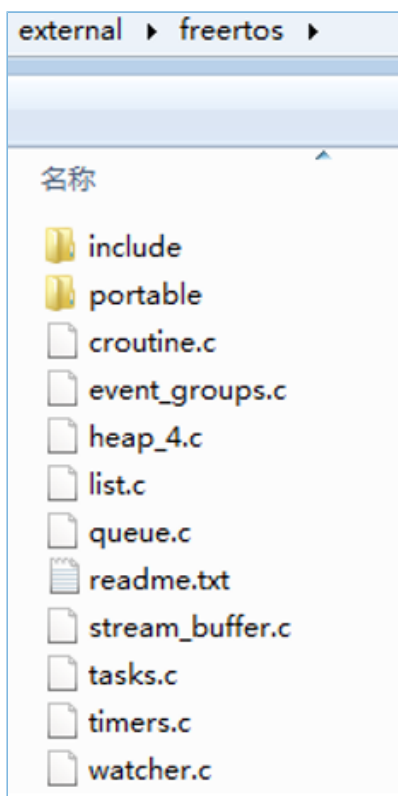 external ▸ freertos ▸
名称
include
portable
croutine.c
event_groups.c
heap_4.c
list.c
queue.c
readme.txt
stream_buffer.c
tasks.c
timers.c
watcher.c